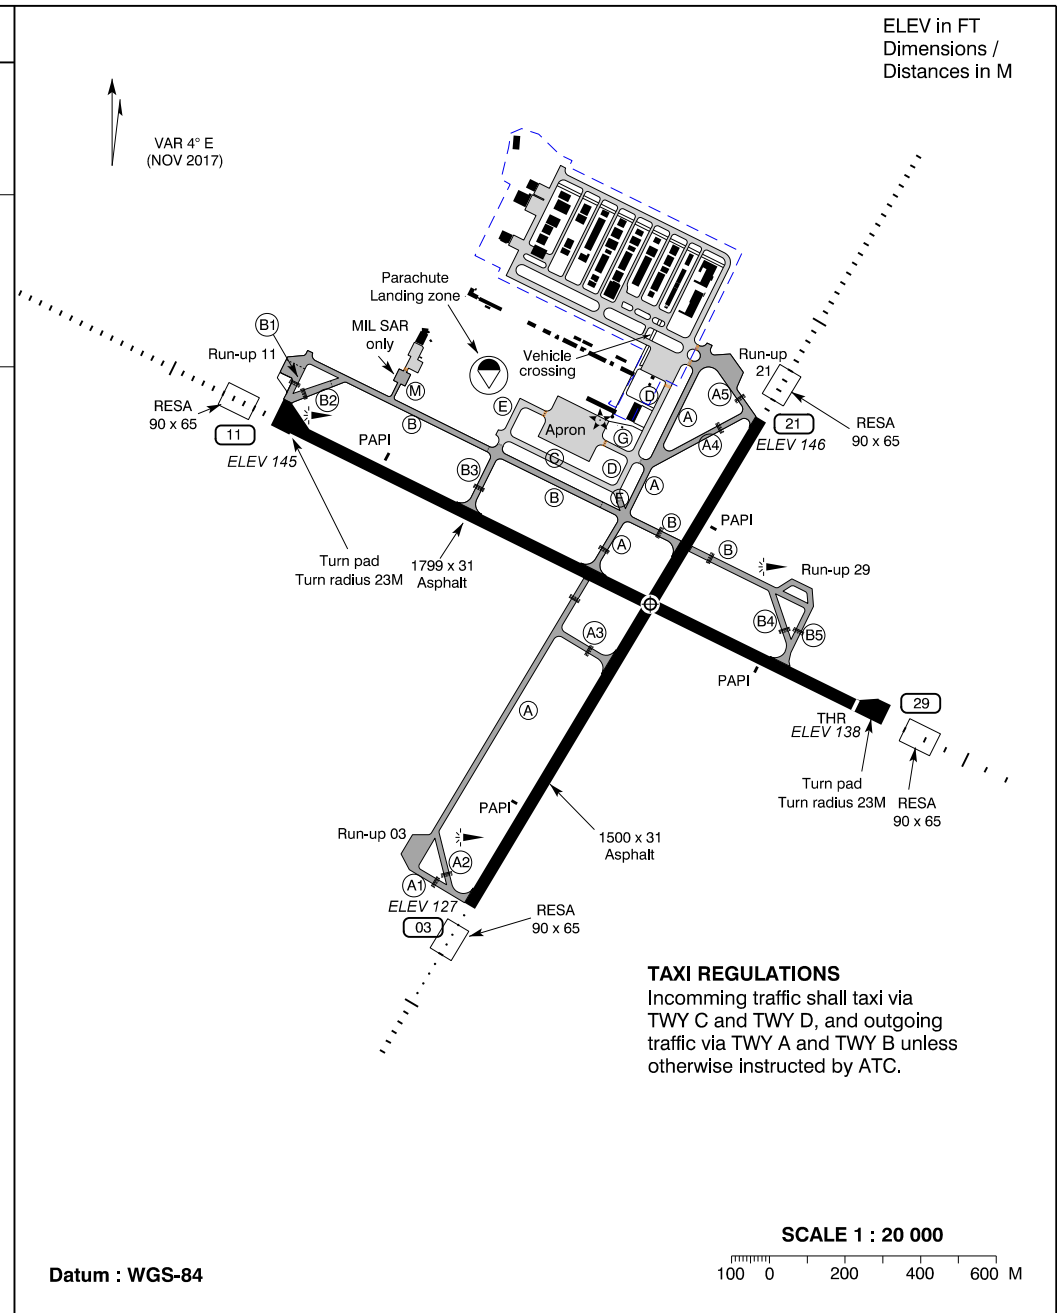 ELEV in FT
Dimensions /
Distances in M
VAR 4° E
(NOV 2017)
Parachute
Landing zone
B1
MIL SAR
only
Run-up 11
Vehicle
crossing
Run-up
21
RESA
90 x 65
B2
M
B
D
A5
A
RESA
90 x 65
11
E
Apron
G
A4
21
ELEV 146
ELEV 145
PAPI
C
D
B3
B
F
A
PAPI
B
B
A
Turn pad
Turn radius 23M
1799 x 31
Asphalt
Run-up 29
B4
B5
A3
PAPI
A
29
THR
ELEV 138
Turn pad
Turn radius 23M
RESA
90 x 65
PAPI
Run-up 03
1500 x 31
Asphalt
A2
A1
ELEV 127
03
RESA
90 x 65
TAXI REGULATIONS
Incomming traffic shall taxi via
TWY C and TWY D, and outgoing
traffic via TWY A and TWY B unless
otherwise instructed by ATC.
SCALE 1 : 20 000
100 0 200 400 600 M
Datum : WGS-84